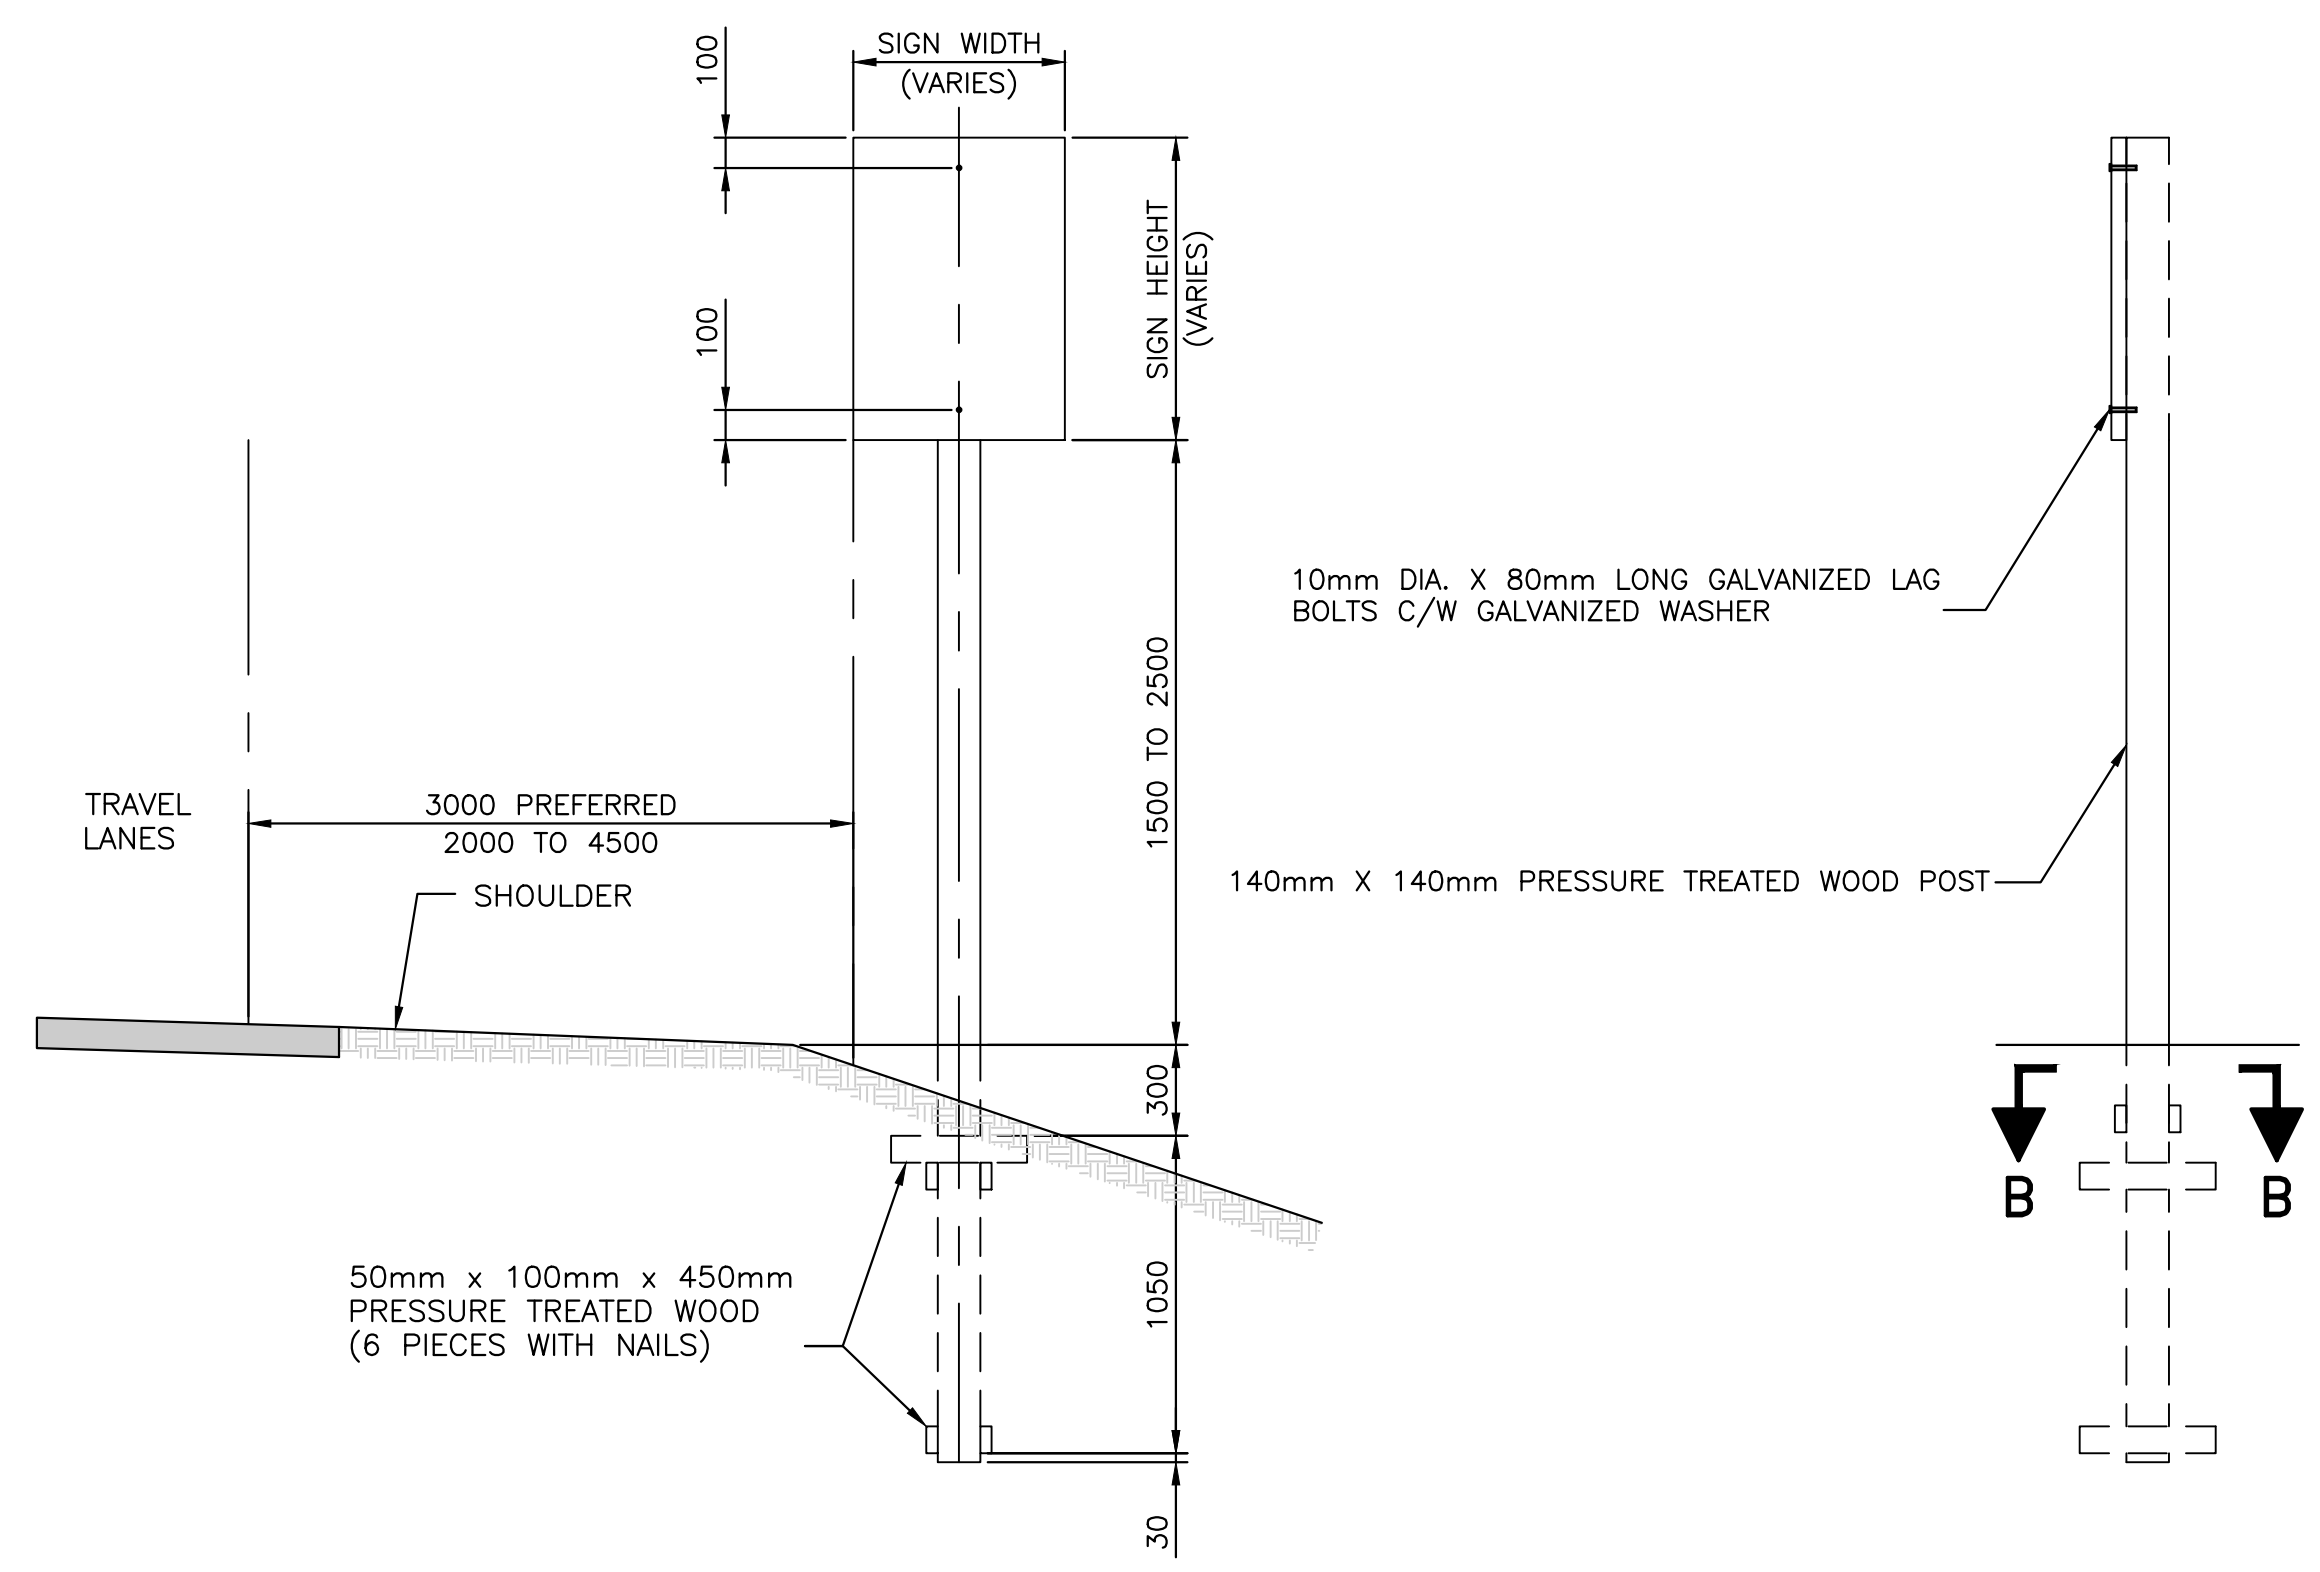 100
SIGN WIDTH
(VARIES)
SIGN HEIGHT
(VARIES)
100
10mm DIA. X 80mm LONG GALVANIZED LAG
BOLTS C/W GALVANIZED WASHER
1500 TO 2500
TRAVEL
LANES
3000 PREFERRED
2000 TO 4500
SHOULDER
140mm X 140mm PRESSURE TREATED WOOD POST
300
B
B
50mm x 100mm x 450mm
PRESSURE TREATED WOOD
(6 PIECES WITH NAILS)
1050
30